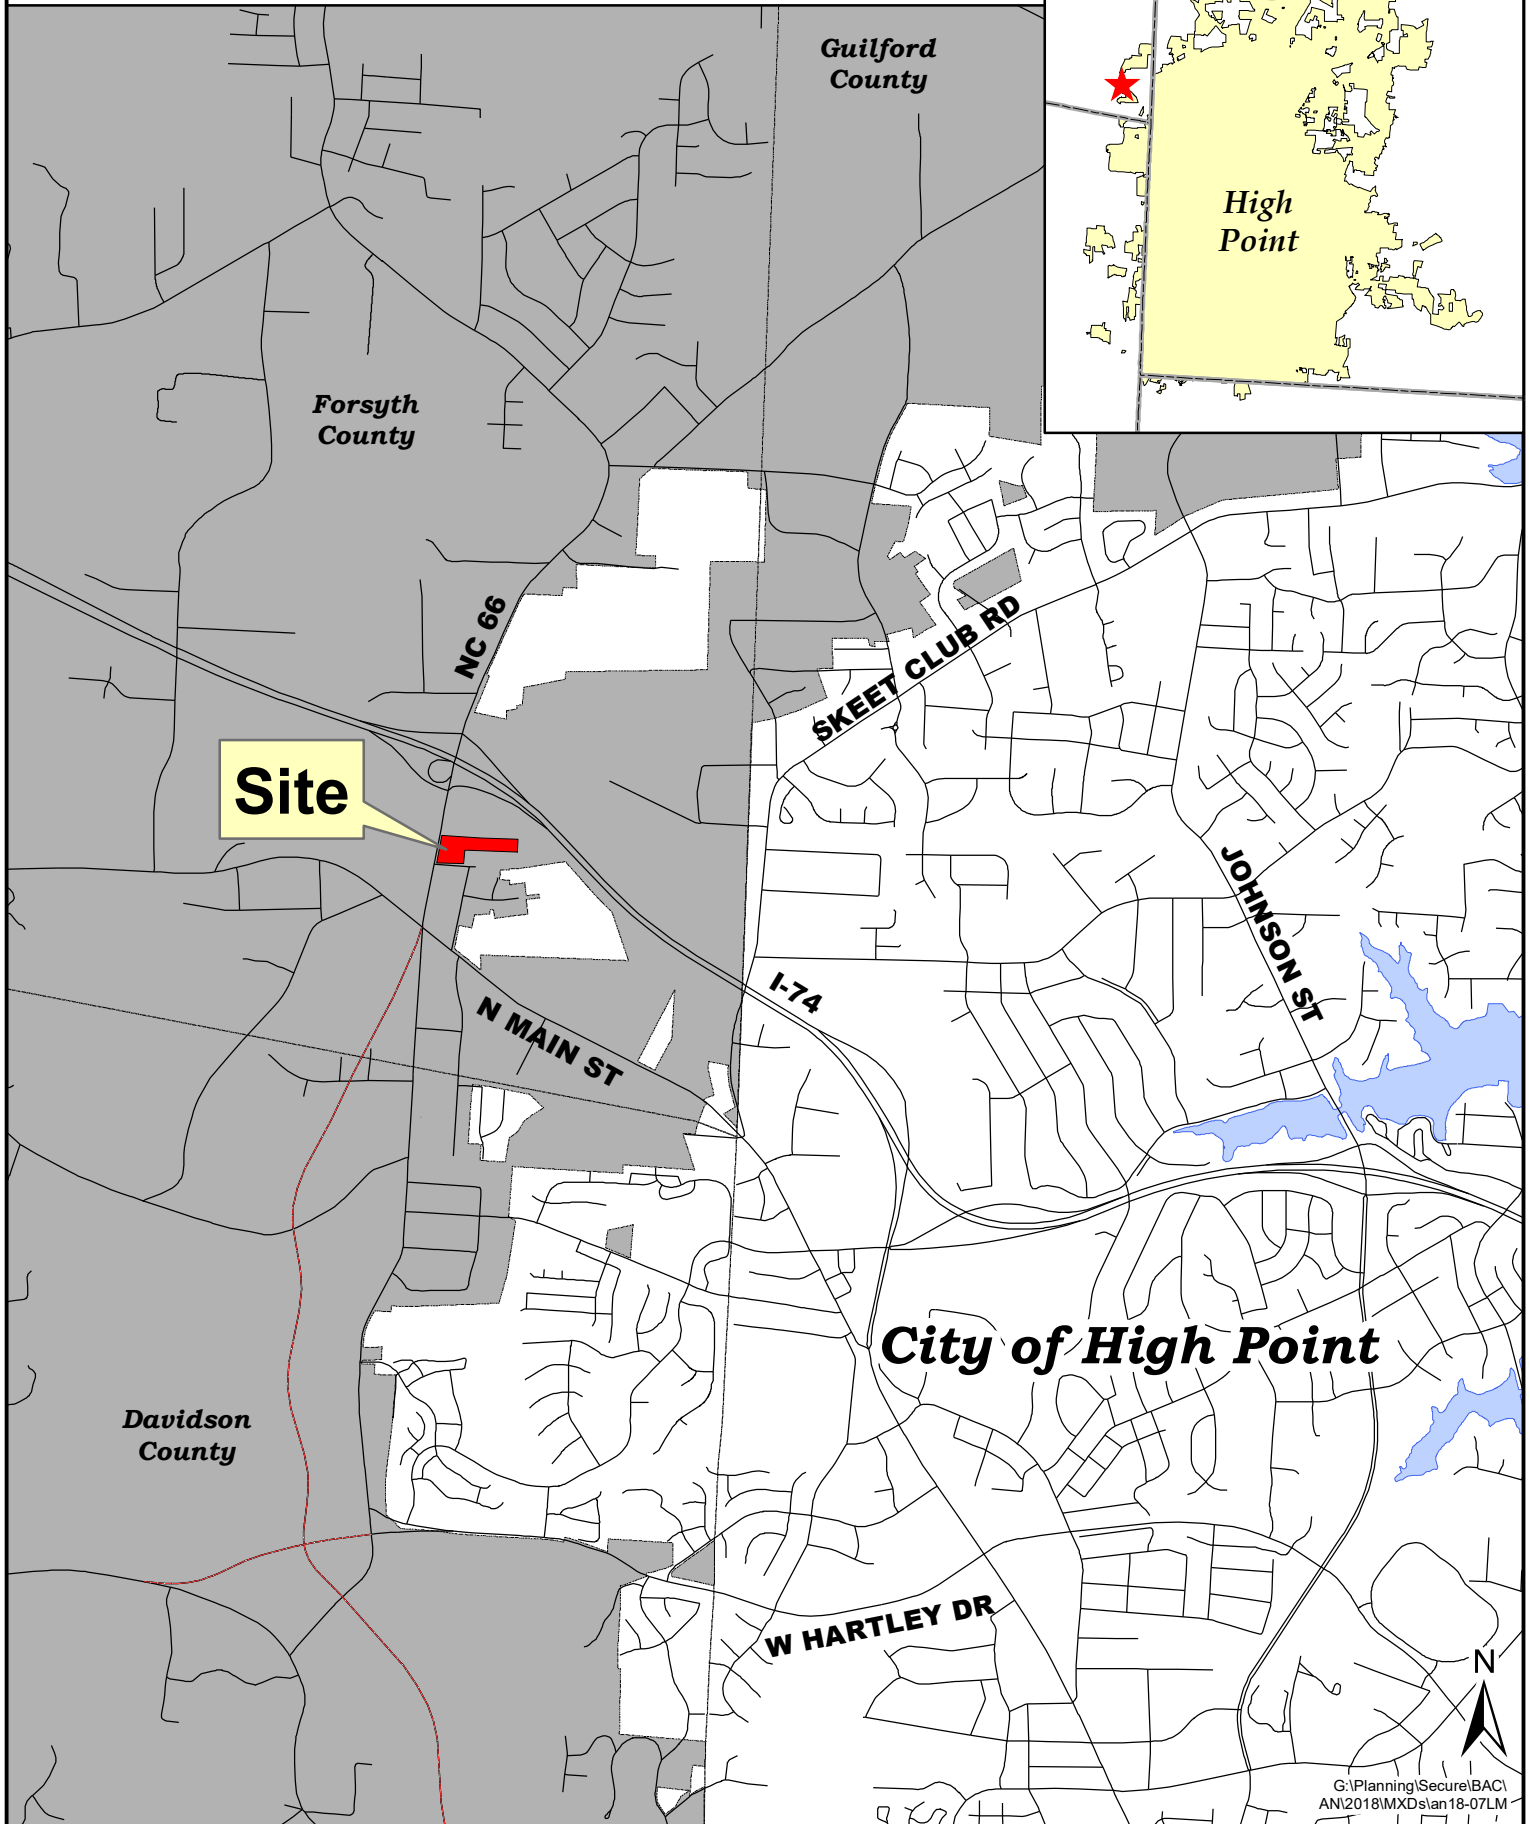 Guilford
County
High
Point
Forsyth
County
NC 66
SKEET CLUB RD
Site
JOHNSON ST
I-74
N MAIN ST
City of High Point
Davidson
County
W HARTLEY DR
N
G:\Planning\Secure\BAC\
AN\2018\MXDs\an18-07LM